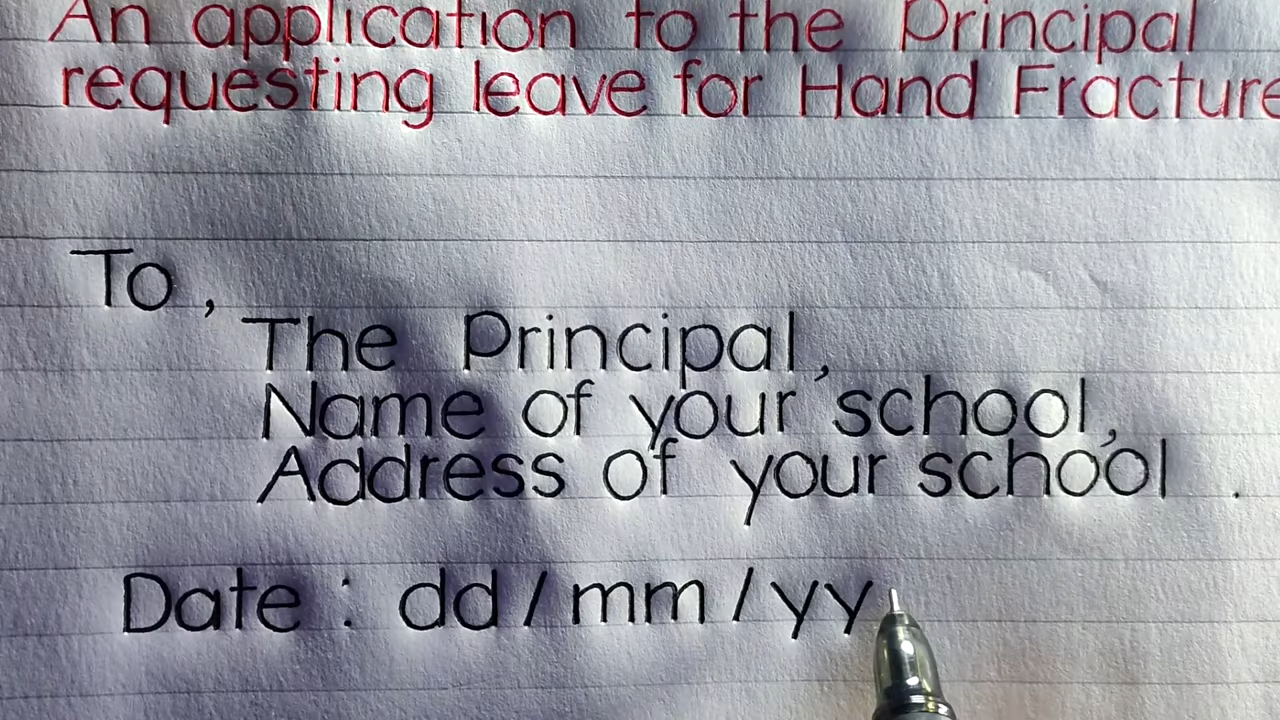 An application to the Principal
requesting leave for Hand Fracture
To,
The Principal,
Name of your school,
Address of your school .
Date : dd/mm/yy